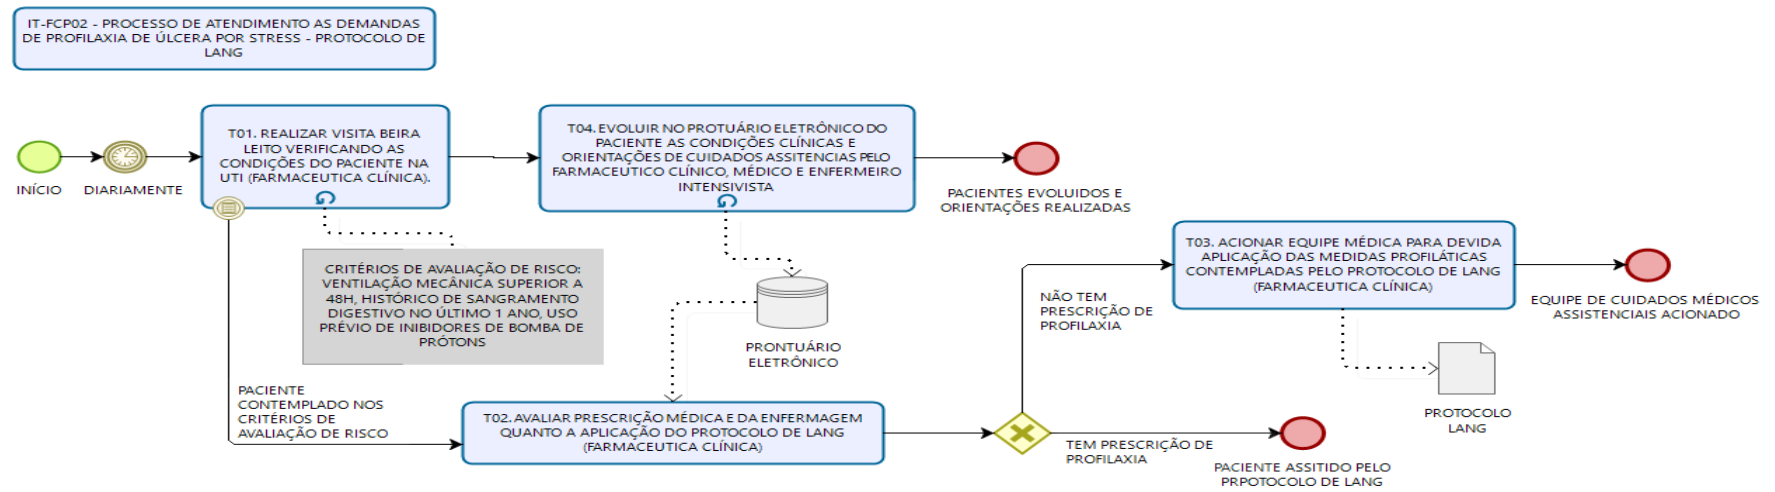 IT-FCP02 - PROCESSO DE ATENDIMENTO AS DEMANDAS
DE PROFILAXIA DE ÚLCERA POR STRESS - PROTOCOLO DE
LANG
INÍCIO
DIARIAMENTE
T01. REALIZAR VISITA BEIRA
LEITO VERIFICANDO AS
CONDIÇÕES DO PACIENTE NA
UTI (FARMACEUTICA CLÍNICA).
T04. EVOLUIR NO PROTUÁRIO ELETRÔNICO DO
PACIENTE AS CONDIÇÕES CLÍNICAS E
ORIENTAÇÕES DE CUIDADOS ASSITENCIAS PELO
FARMACEUTICO CLÍNICO, MÉDICO E ENFERMEIRO
INTENSIVISTA
PACIENTES EVOLUIDOS E
ORIENTAÇÕES REALIZADAS
CRITÉRIOS DE AVALIAÇÃO DE RISCO:
VENTILAÇÃO MECÂNICA SUPERIOR A
48H, HISTÓRICO DE SANGRAMENTO
DIGESTIVO NO ÚLTIMO 1 ANO, USO
PRÉVIO DE INIBIDORES DE BOMBA DE
PRÓTONS
PRONTUÁRIO
ELETRÔNICO
PACIENTE
CONTEMPLADO NOS
CRITÉRIOS DE
AVALIAÇÃO DE RISCO
T02. AVALIAR PRESCRIÇÃO MÉDICA E DA ENFERMAGEM
QUANTO A APLICAÇÃO DO PROTOCOLO DE LANG
(FARMACEUTICA CLÍNICA)
NÃO TEM
PRESCRIÇÃO DE
PROFILAXIA
T03. ACIONAR EQUIPE MÉDICA PARA DEVIDA
APLICAÇÃO DAS MEDIDAS PROFILÁTICAS
CONTEMPLADAS PELO PROTOCOLO DE LANG
(FARMACEUTICA CLÍNICA)
EQUIPE DE CUIDADOS MÉDICOS
ASSISTENCIAIS ACIONADO
PROTOCOLO
LANG
TEM PRESCRIÇÃO DE
PROFILAXIA
PACIENTE ASSITIDO PELO
PRPOTOCOLO DE LANG